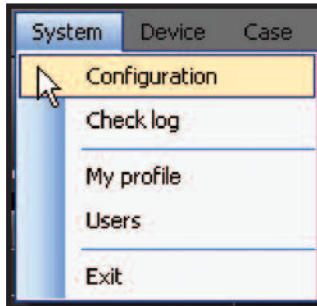 System Device Case
Configuration
Check log
My profile
Users
Exit